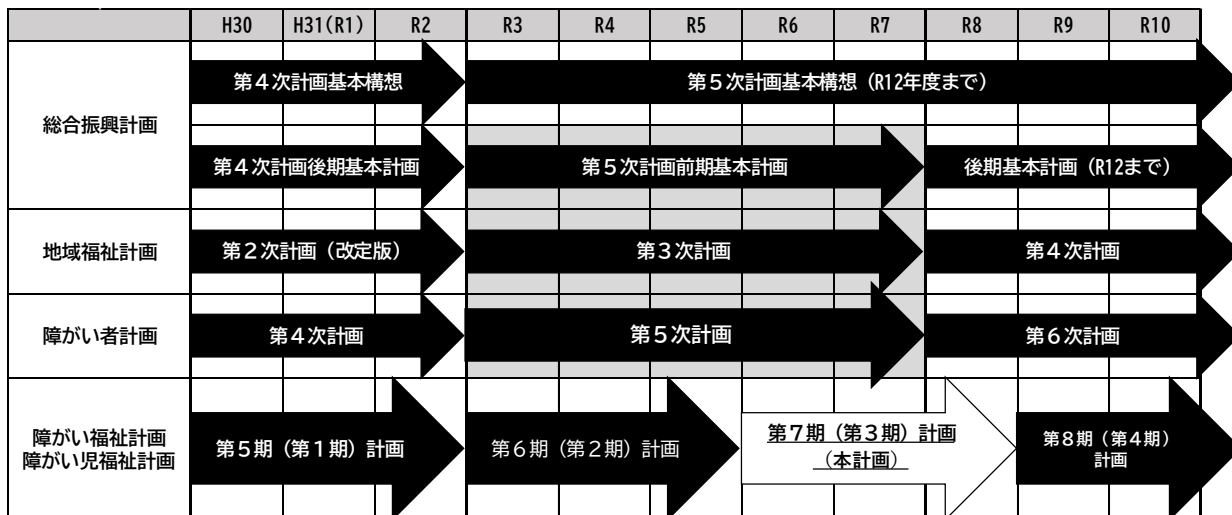 H30 H31(R1) R2 R3 R4 R5 R6 R7 R8 R9 R10
総合振興計画
第4次計画基本構想 第5次計画基本構想（R12年度まで）
第4次計画後期基本計画 第5次計画前期基本計画 後期基本計画（R12まで）
地域福祉計画
第2次計画（改定版） 第3次計画 第4次計画
障がい者計画
第4次計画 第5次計画 第6次計画
障がい福祉計画
障がい児福祉計画
第5期（第1期）計画 第6期（第2期）計画
第7期（第3期）計画
（本計画）
第8期（第4期）
計画